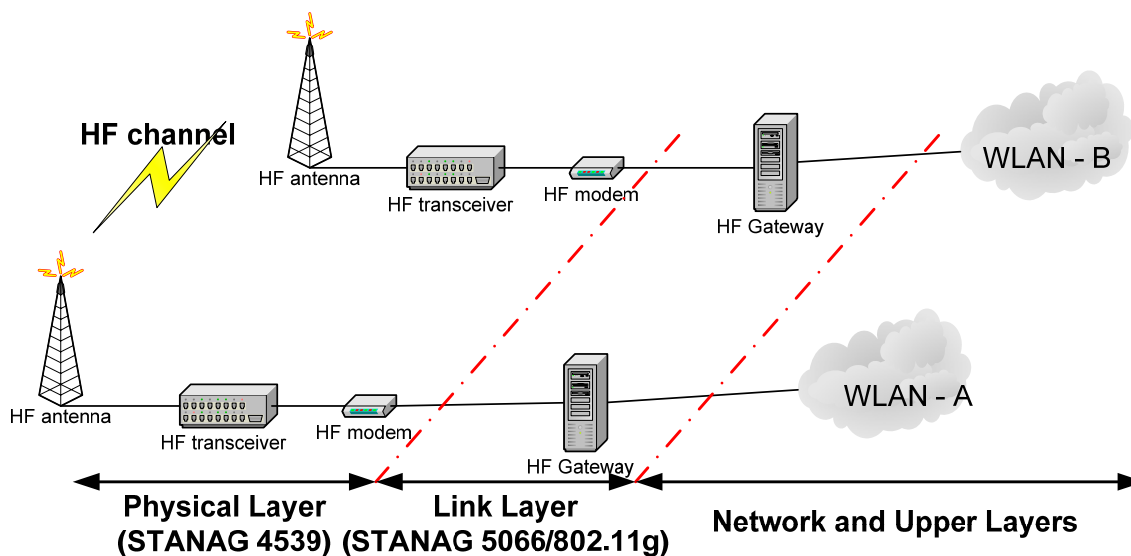 HF channel
HF antenna
HF transceiver
HF modem
HF Gateway
WLAN - B
HF antenna
HF transceiver
HF modem
HF Gateway
WLAN - A
Physical Layer
(STANAG 4539)
Link Layer
(STANAG 5066/802.11g)
Network and Upper Layers